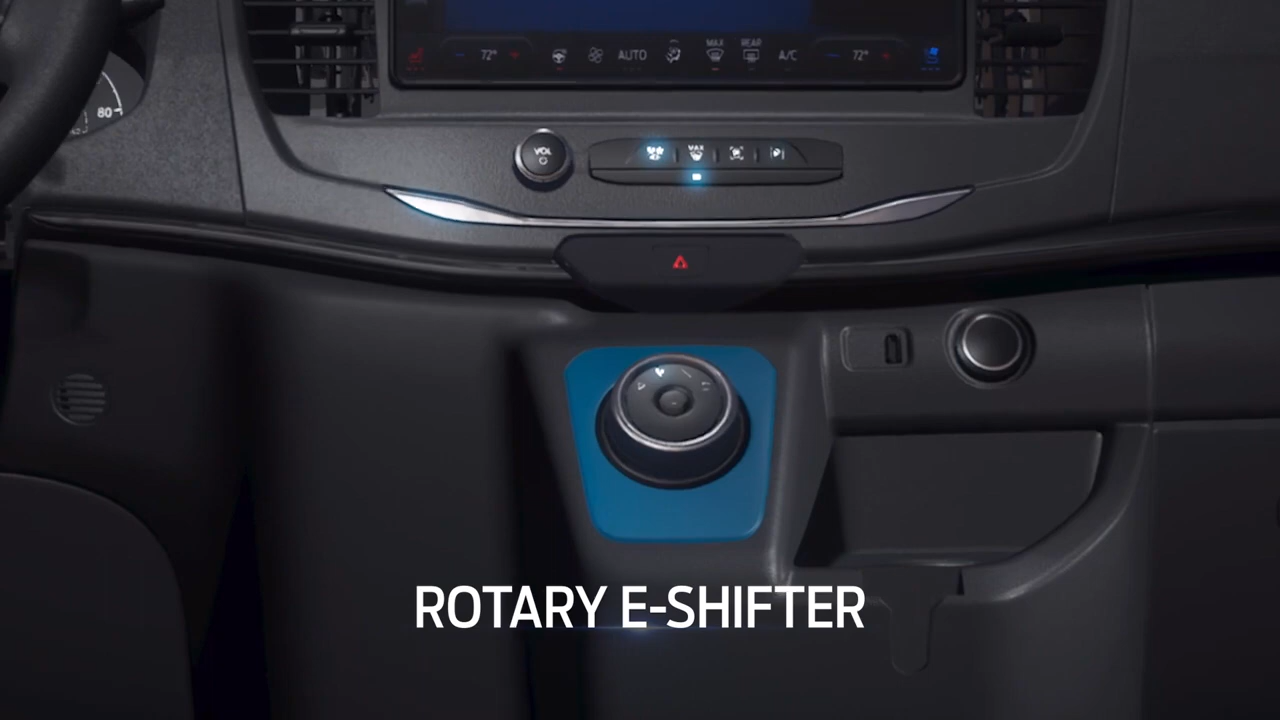 72° AUTO MAX REAR A/C 72°
80
VOL
MAX
ROTARY E-SHIFTER